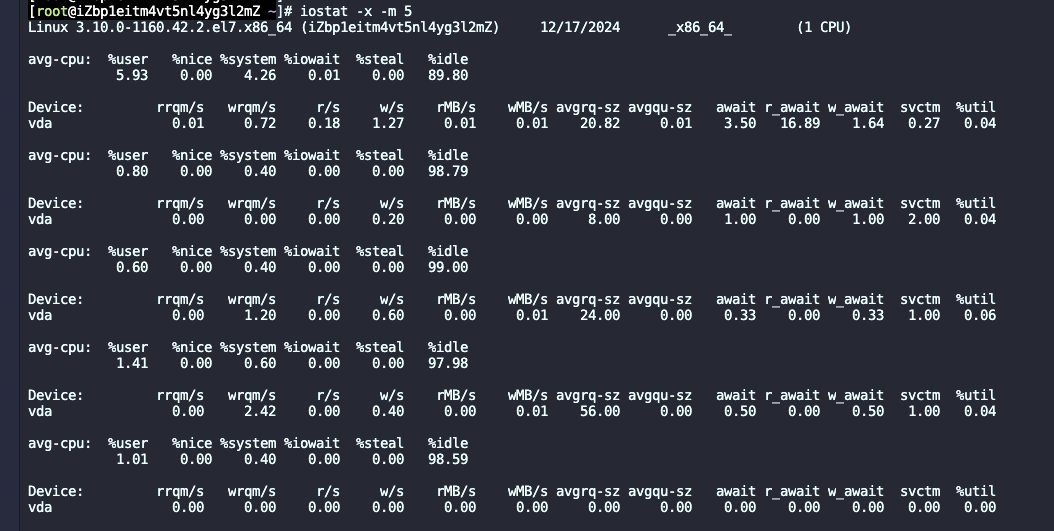 [root@iZbp1eitm4vt5nl4yg3l2mZ ~]# iostat -x -m 5
Linux 3.10.0-1160.42.2.el7.x86_64 (iZbp1eitm4vt5nl4yg3l2mZ)     12/17/2024      _x86_64_        (1 CPU)
avg-cpu:  %user   %nice %system %iowait  %steal   %idle
5.93    0.00    4.26    0.01    0.00   89.80
Device:         rrqm/s   wrqm/s     r/s     w/s    rMB/s    wMB/s avgrq-sz avgqu-sz   await r_await w_await  svctm  %util
vda               0.01     0.72    0.18    1.27     0.01     0.01    20.82     0.01    3.50   16.89    1.64   0.27   0.04
avg-cpu:  %user   %nice %system %iowait  %steal   %idle
0.80    0.00    0.40    0.00    0.00   98.79
Device:         rrqm/s   wrqm/s     r/s     w/s    rMB/s    wMB/s avgrq-sz avgqu-sz   await r_await w_await  svctm  %util
vda               0.00     0.00    0.00    0.20     0.00     0.00     8.00     0.00    1.00    0.00    1.00   2.00   0.04
avg-cpu:  %user   %nice %system %iowait  %steal   %idle
0.60    0.00    0.40    0.00    0.00   99.00
Device:         rrqm/s   wrqm/s     r/s     w/s    rMB/s    wMB/s avgrq-sz avgqu-sz   await r_await w_await  svctm  %util
vda               0.00     1.20    0.00    0.60     0.00     0.01    24.00     0.00    0.33    0.00    0.33   1.00   0.06
avg-cpu:  %user   %nice %system %iowait  %steal   %idle
1.41    0.00    0.60    0.00    0.00   97.98
Device:         rrqm/s   wrqm/s     r/s     w/s    rMB/s    wMB/s avgrq-sz avgqu-sz   await r_await w_await  svctm  %util
vda               0.00     2.42    0.00    0.40     0.00     0.01    56.00     0.00    0.50    0.00    0.50   1.00   0.04
avg-cpu:  %user   %nice %system %iowait  %steal   %idle
1.01    0.00    0.40    0.00    0.00   98.59
Device:         rrqm/s   wrqm/s     r/s     w/s    rMB/s    wMB/s avgrq-sz avgqu-sz   await r_await w_await  svctm  %util
vda               0.00     0.00    0.00    0.00     0.00     0.00     0.00     0.00    0.00    0.00    0.00   0.00   0.00